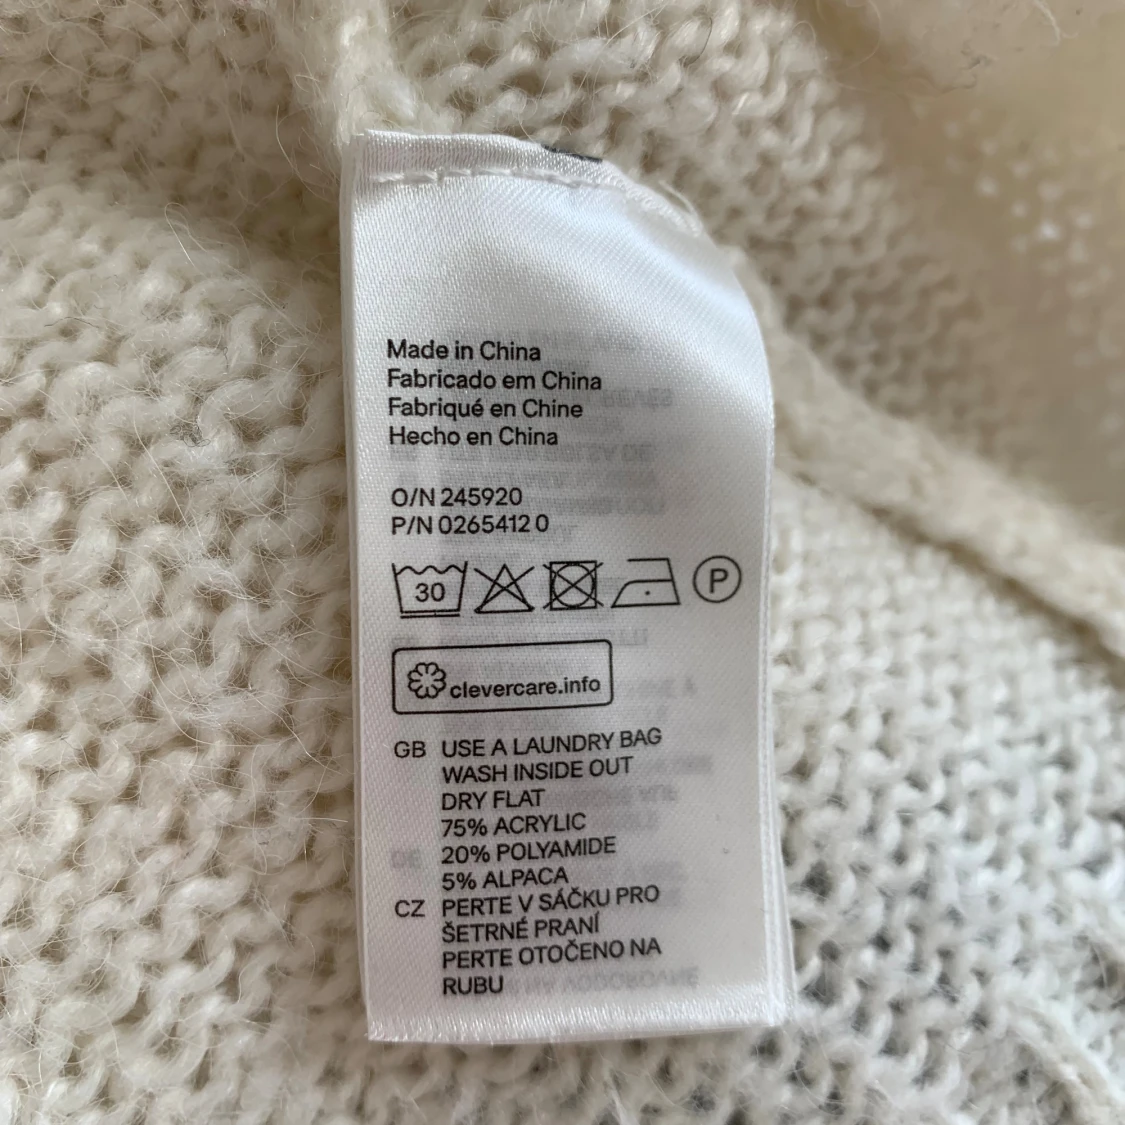 Made in China
Fabricado em China
Fabriqué en Chine
Hecho en China
O/N 245920
P/N 0265412 0
30 P
clevercare.info
GB USE A LAUNDRY BAG
WASH INSIDE OUT
DRY FLAT
75% ACRYLIC
20% POLYAMIDE
5% ALPACA
CZ PERTE V SÁČKU PRO
ŠETRNÉ PRANÍ
PERTE OTOČENO NA
RUBU